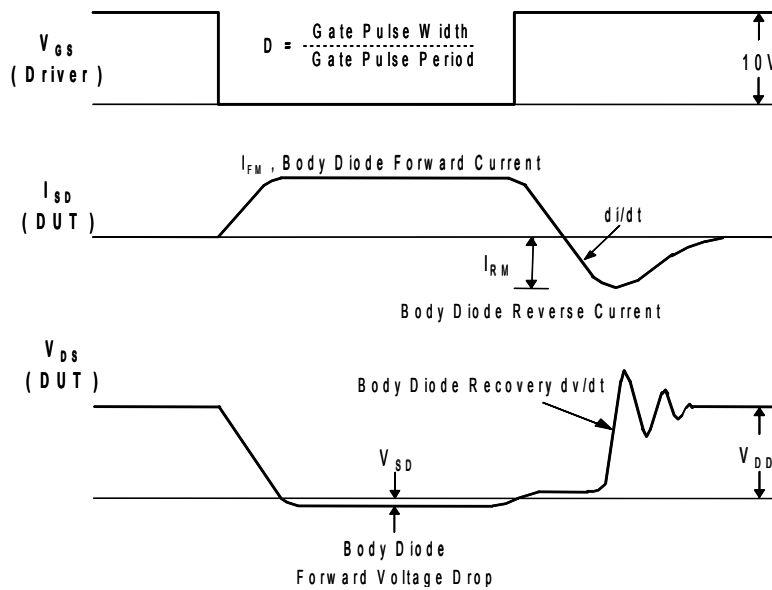 V GS
( Driver )
D = Gate Pulse Width
Gate Pulse Period
10V
I FM , Body Diode Forward Current
I SD
( DUT )
di/dt
I RM
Body Diode Reverse Current
V DS
( DUT )
Body Diode Recovery dv/dt
V SD
V DD
Body Diode
Forward Voltage Drop